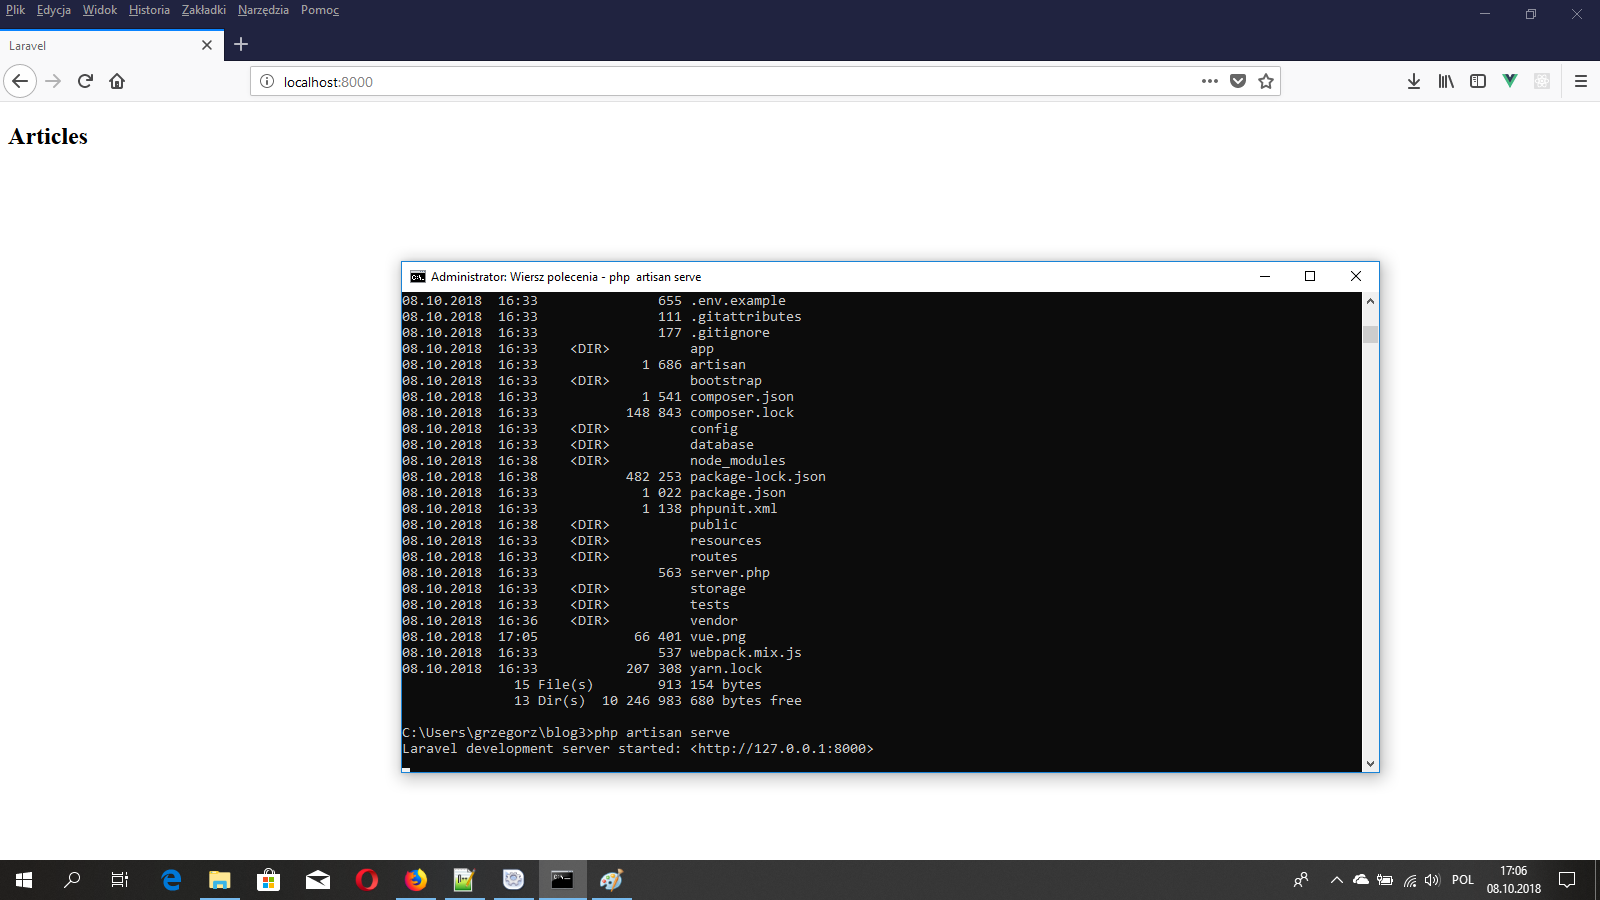 Plik Edycja Widok Historia Zakładki Narzędzia Pomoc
Laravel
localhost:8000
Articles
Administrator: Wiersz polecenia - php  artisan serve
08.10.2018  16:33               655 .env.example
08.10.2018  16:33               111 .gitattributes
08.10.2018  16:33               177 .gitignore
08.10.2018  16:33    <DIR>          app
08.10.2018  16:33             1 686 artisan
08.10.2018  16:33    <DIR>          bootstrap
08.10.2018  16:33             1 541 composer.json
08.10.2018  16:33           148 843 composer.lock
08.10.2018  16:33    <DIR>          config
08.10.2018  16:33    <DIR>          database
08.10.2018  16:38    <DIR>          node_modules
08.10.2018  16:38           482 253 package-lock.json
08.10.2018  16:33             1 022 package.json
08.10.2018  16:33             1 138 phpunit.xml
08.10.2018  16:38    <DIR>          public
08.10.2018  16:33    <DIR>          resources
08.10.2018  16:33    <DIR>          routes
08.10.2018  16:33               563 server.php
08.10.2018  16:33    <DIR>          storage
08.10.2018  16:33    <DIR>          tests
08.10.2018  16:36    <DIR>          vendor
08.10.2018  17:05            66 401 vue.png
08.10.2018  16:33               537 webpack.mix.js
08.10.2018  16:33           207 308 yarn.lock
15 File(s)        913 154 bytes
13 Dir(s)  10 246 983 680 bytes free
C:\Users\grzegorz\blog3>php artisan serve
Laravel development server started: <http://127.0.0.1:8000>
POL
17:06
08.10.2018